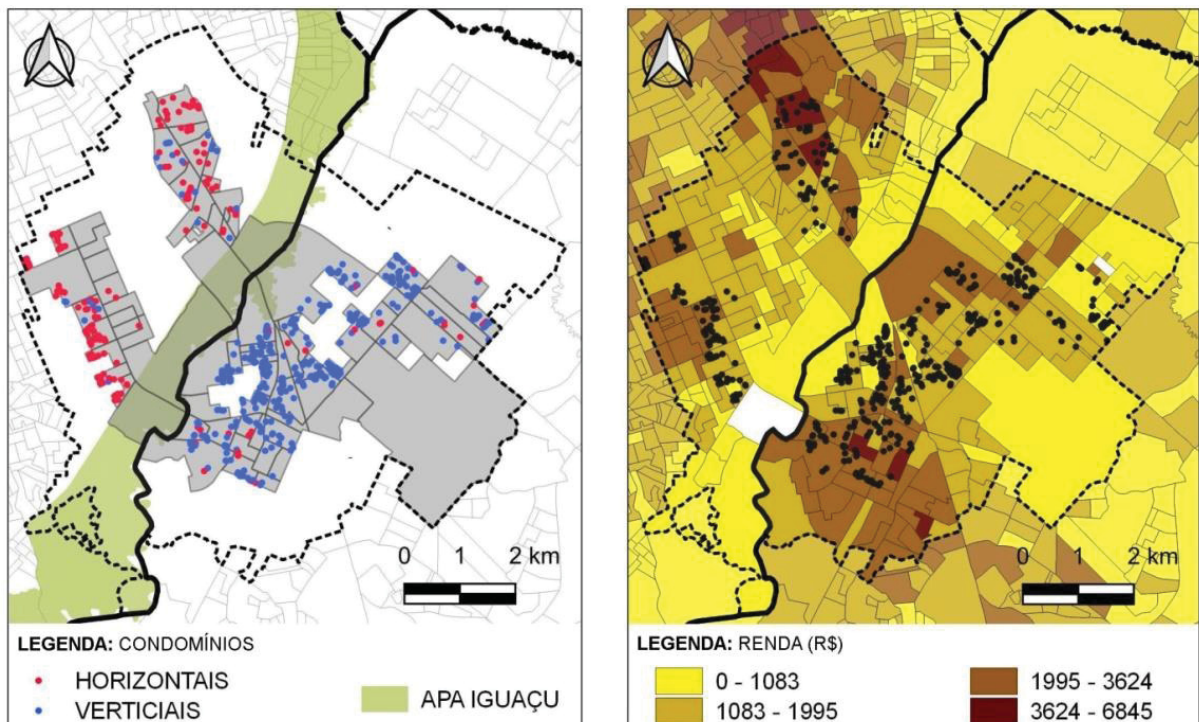 0 1 2 km
LEGENDA: CONDOMÍNIOS
HORIZONTAIS
VERTICIAIS
APA IGUAÇU
0 1 2 km
LEGENDA: RENDA (R$)
0 - 1083
1083 - 1995
1995 - 3624
3624 - 6845